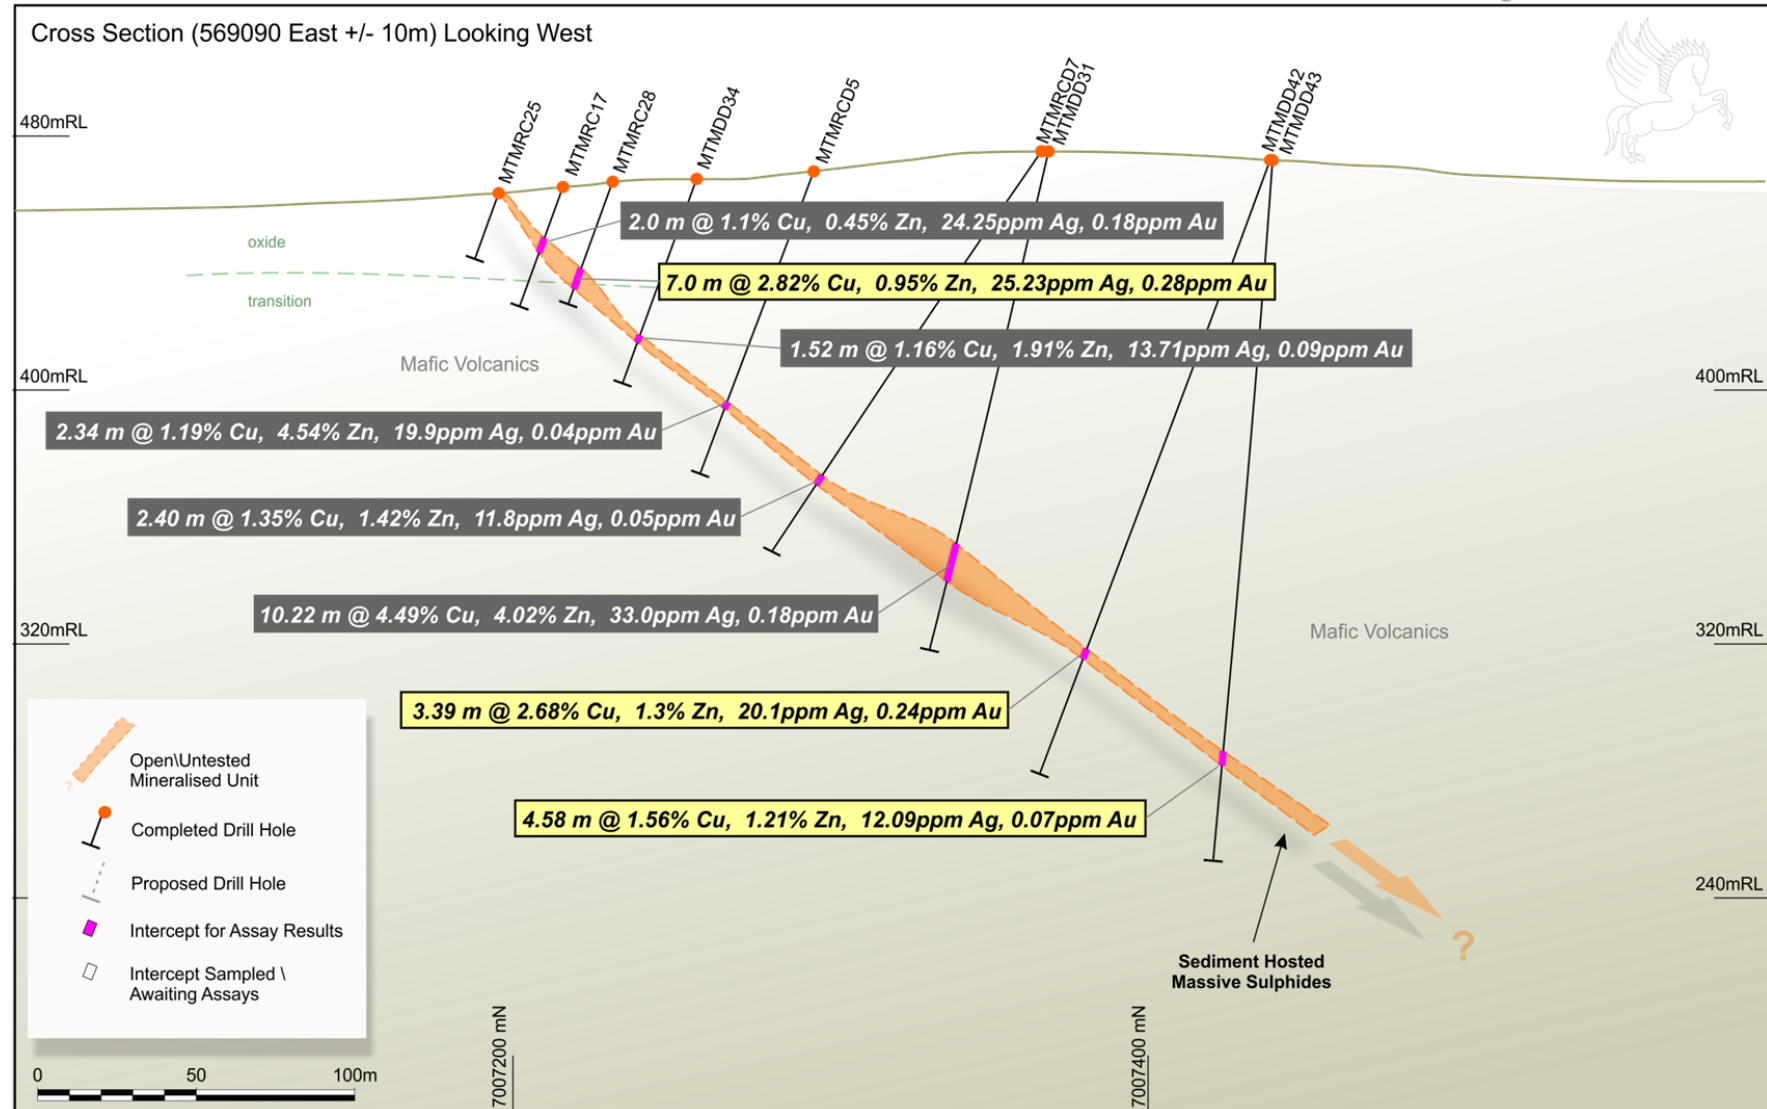 Cross Section (569090 East +/- 10m) Looking West
MTMRC25
MTMRC17
MTMRC28
MTMDD34
MTMRCD5
MTMRCD7
MTMDD31
MTMDD42
MTMDD43
480mRL
2.0 m @ 1.1% Cu, 0.45% Zn, 24.25ppm Ag, 0.18ppm Au
oxide
7.0 m @ 2.82% Cu, 0.95% Zn, 25.23ppm Ag, 0.28ppm Au
transition
1.52 m @ 1.16% Cu, 1.91% Zn, 13.71ppm Ag, 0.09ppm Au
Mafic Volcanics
400mRL
400mRL
2.34 m @ 1.19% Cu, 4.54% Zn, 19.9ppm Ag, 0.04ppm Au
2.40 m @ 1.35% Cu, 1.42% Zn, 11.8ppm Ag, 0.05ppm Au
10.22 m @ 4.49% Cu, 4.02% Zn, 33.0ppm Ag, 0.18ppm Au
320mRL
Mafic Volcanics
320mRL
3.39 m @ 2.68% Cu, 1.3% Zn, 20.1ppm Ag, 0.24ppm Au
4.58 m @ 1.56% Cu, 1.21% Zn, 12.09ppm Ag, 0.07ppm Au
240mRL
?
Sediment Hosted
Massive Sulphides
?
Open\Untested
Mineralised Unit
Completed Drill Hole
Proposed Drill Hole
Intercept for Assay Results
Intercept Sampled \
Awaiting Assays
0 50 100m
7007200 mN
7007400 mN